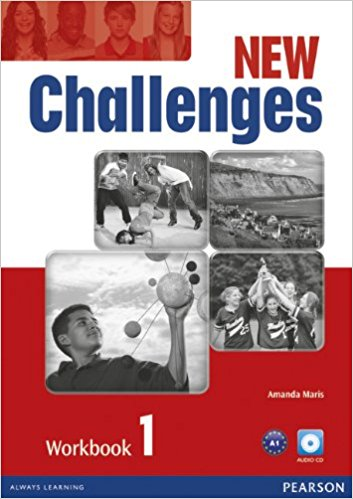 NEW
Challenges
Amanda Maris
Workbook 1
A1
AUDIO CD
ALWAYS LEARNING
PEARSON